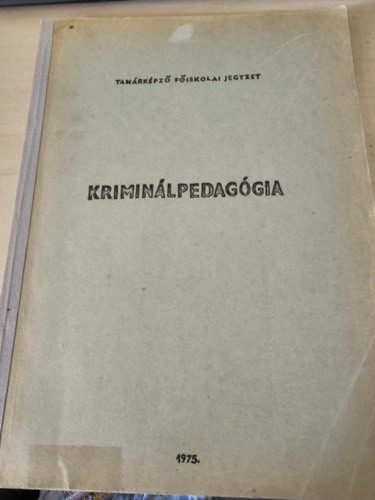 TANÁRKÉPZŐ FŐISKOLAI JEGYZET
KRIMINÁLPEDAGÓGIA
1975.